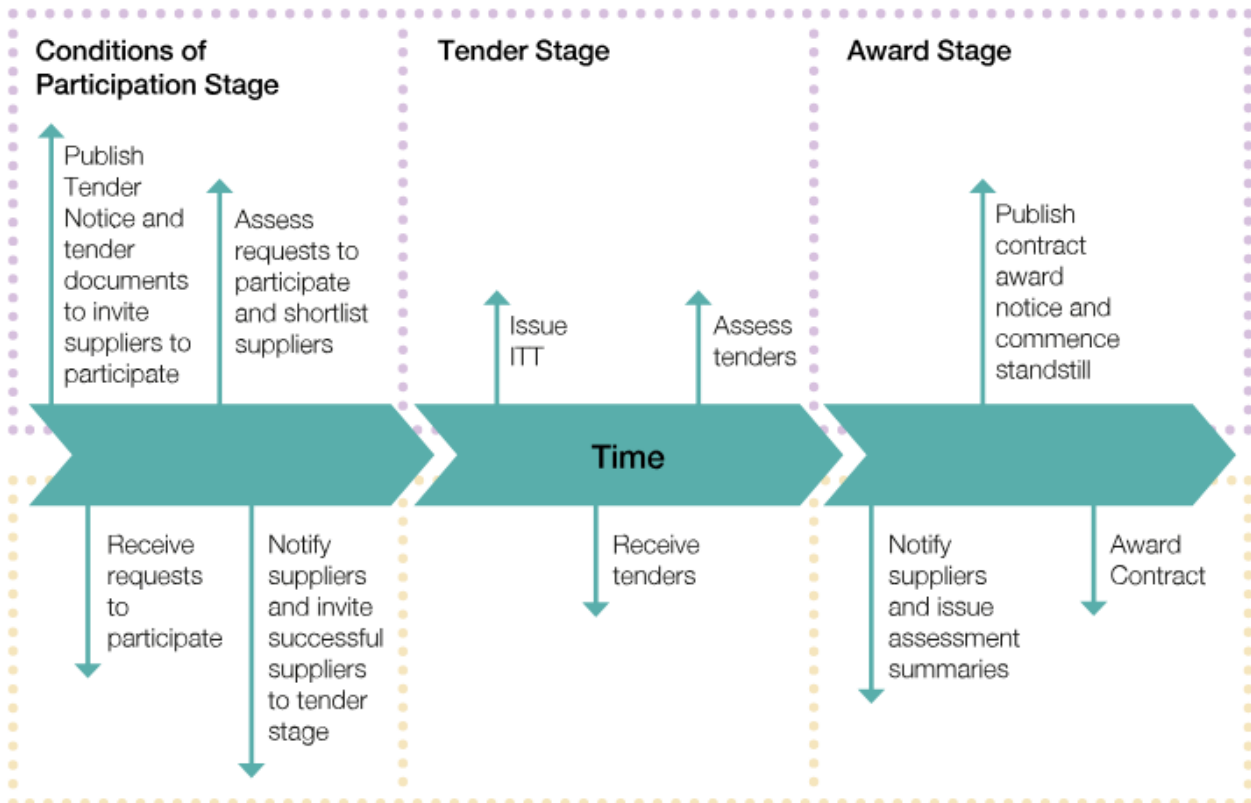 Conditions of
Participation Stage
Publish
Tender
Notice and
tender
documents
to invite
suppliers to
participate
Assess
requests to
participate
and shortlist
suppliers
Receive
requests
to
participate
Notify
suppliers
and invite
successful
suppliers
to tender
stage
Tender Stage
Issue
ITT
Assess
tenders
Time
Receive
tenders
Award Stage
Publish
contract
award
notice and
commence
standstill
Notify
suppliers
and issue
assessment
summaries
Award
Contract